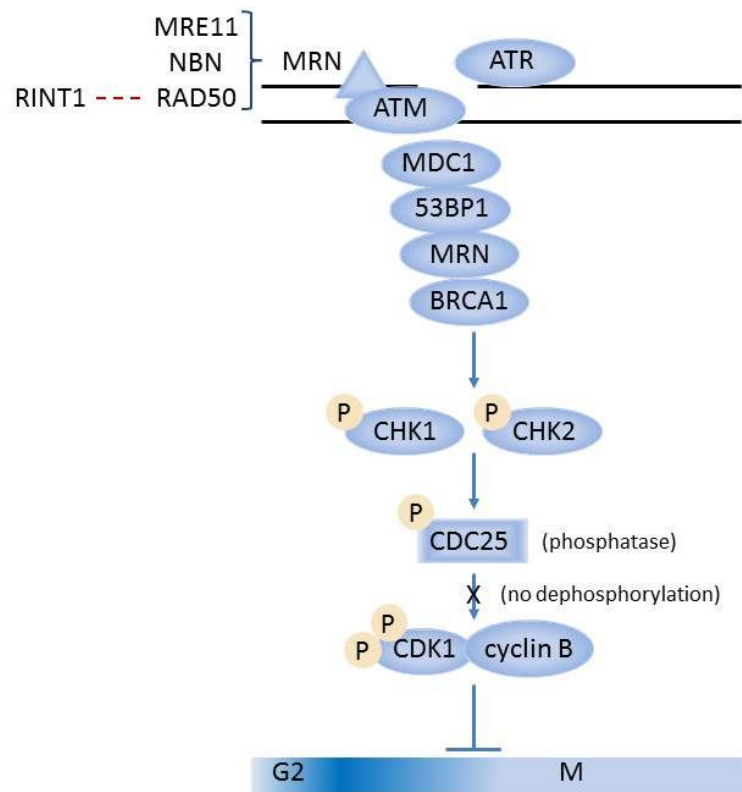 MRE11
NBN
RINT1 --- RAD50
MRN
ATR
ATM
MDC1
53BP1
MRN
BRCA1
P
CHK1
P
CHK2
P
CDC25 (phosphatase)
X (no dephosphorylation)
P
P
CDK1 cyclin B
G2 M